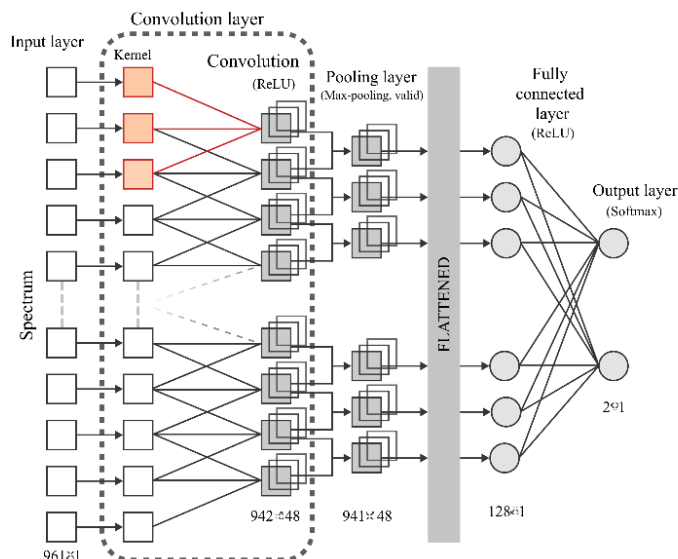 Convolution layer
Input layer
Kernel
Convolution
(ReLU)
Pooling layer
(Max-pooling, valid)
Fully
connected
layer
(ReLU)
Output layer
(Softmax)
Spectrum
FLATTENED
2×1
961×1
942×48
941×48
128×1